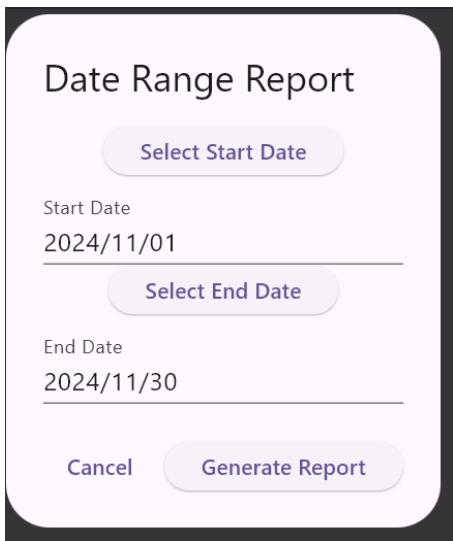 Date Range Report
Select Start Date
Start Date
2024/11/01
Select End Date
End Date
2024/11/30
Cancel Generate Report